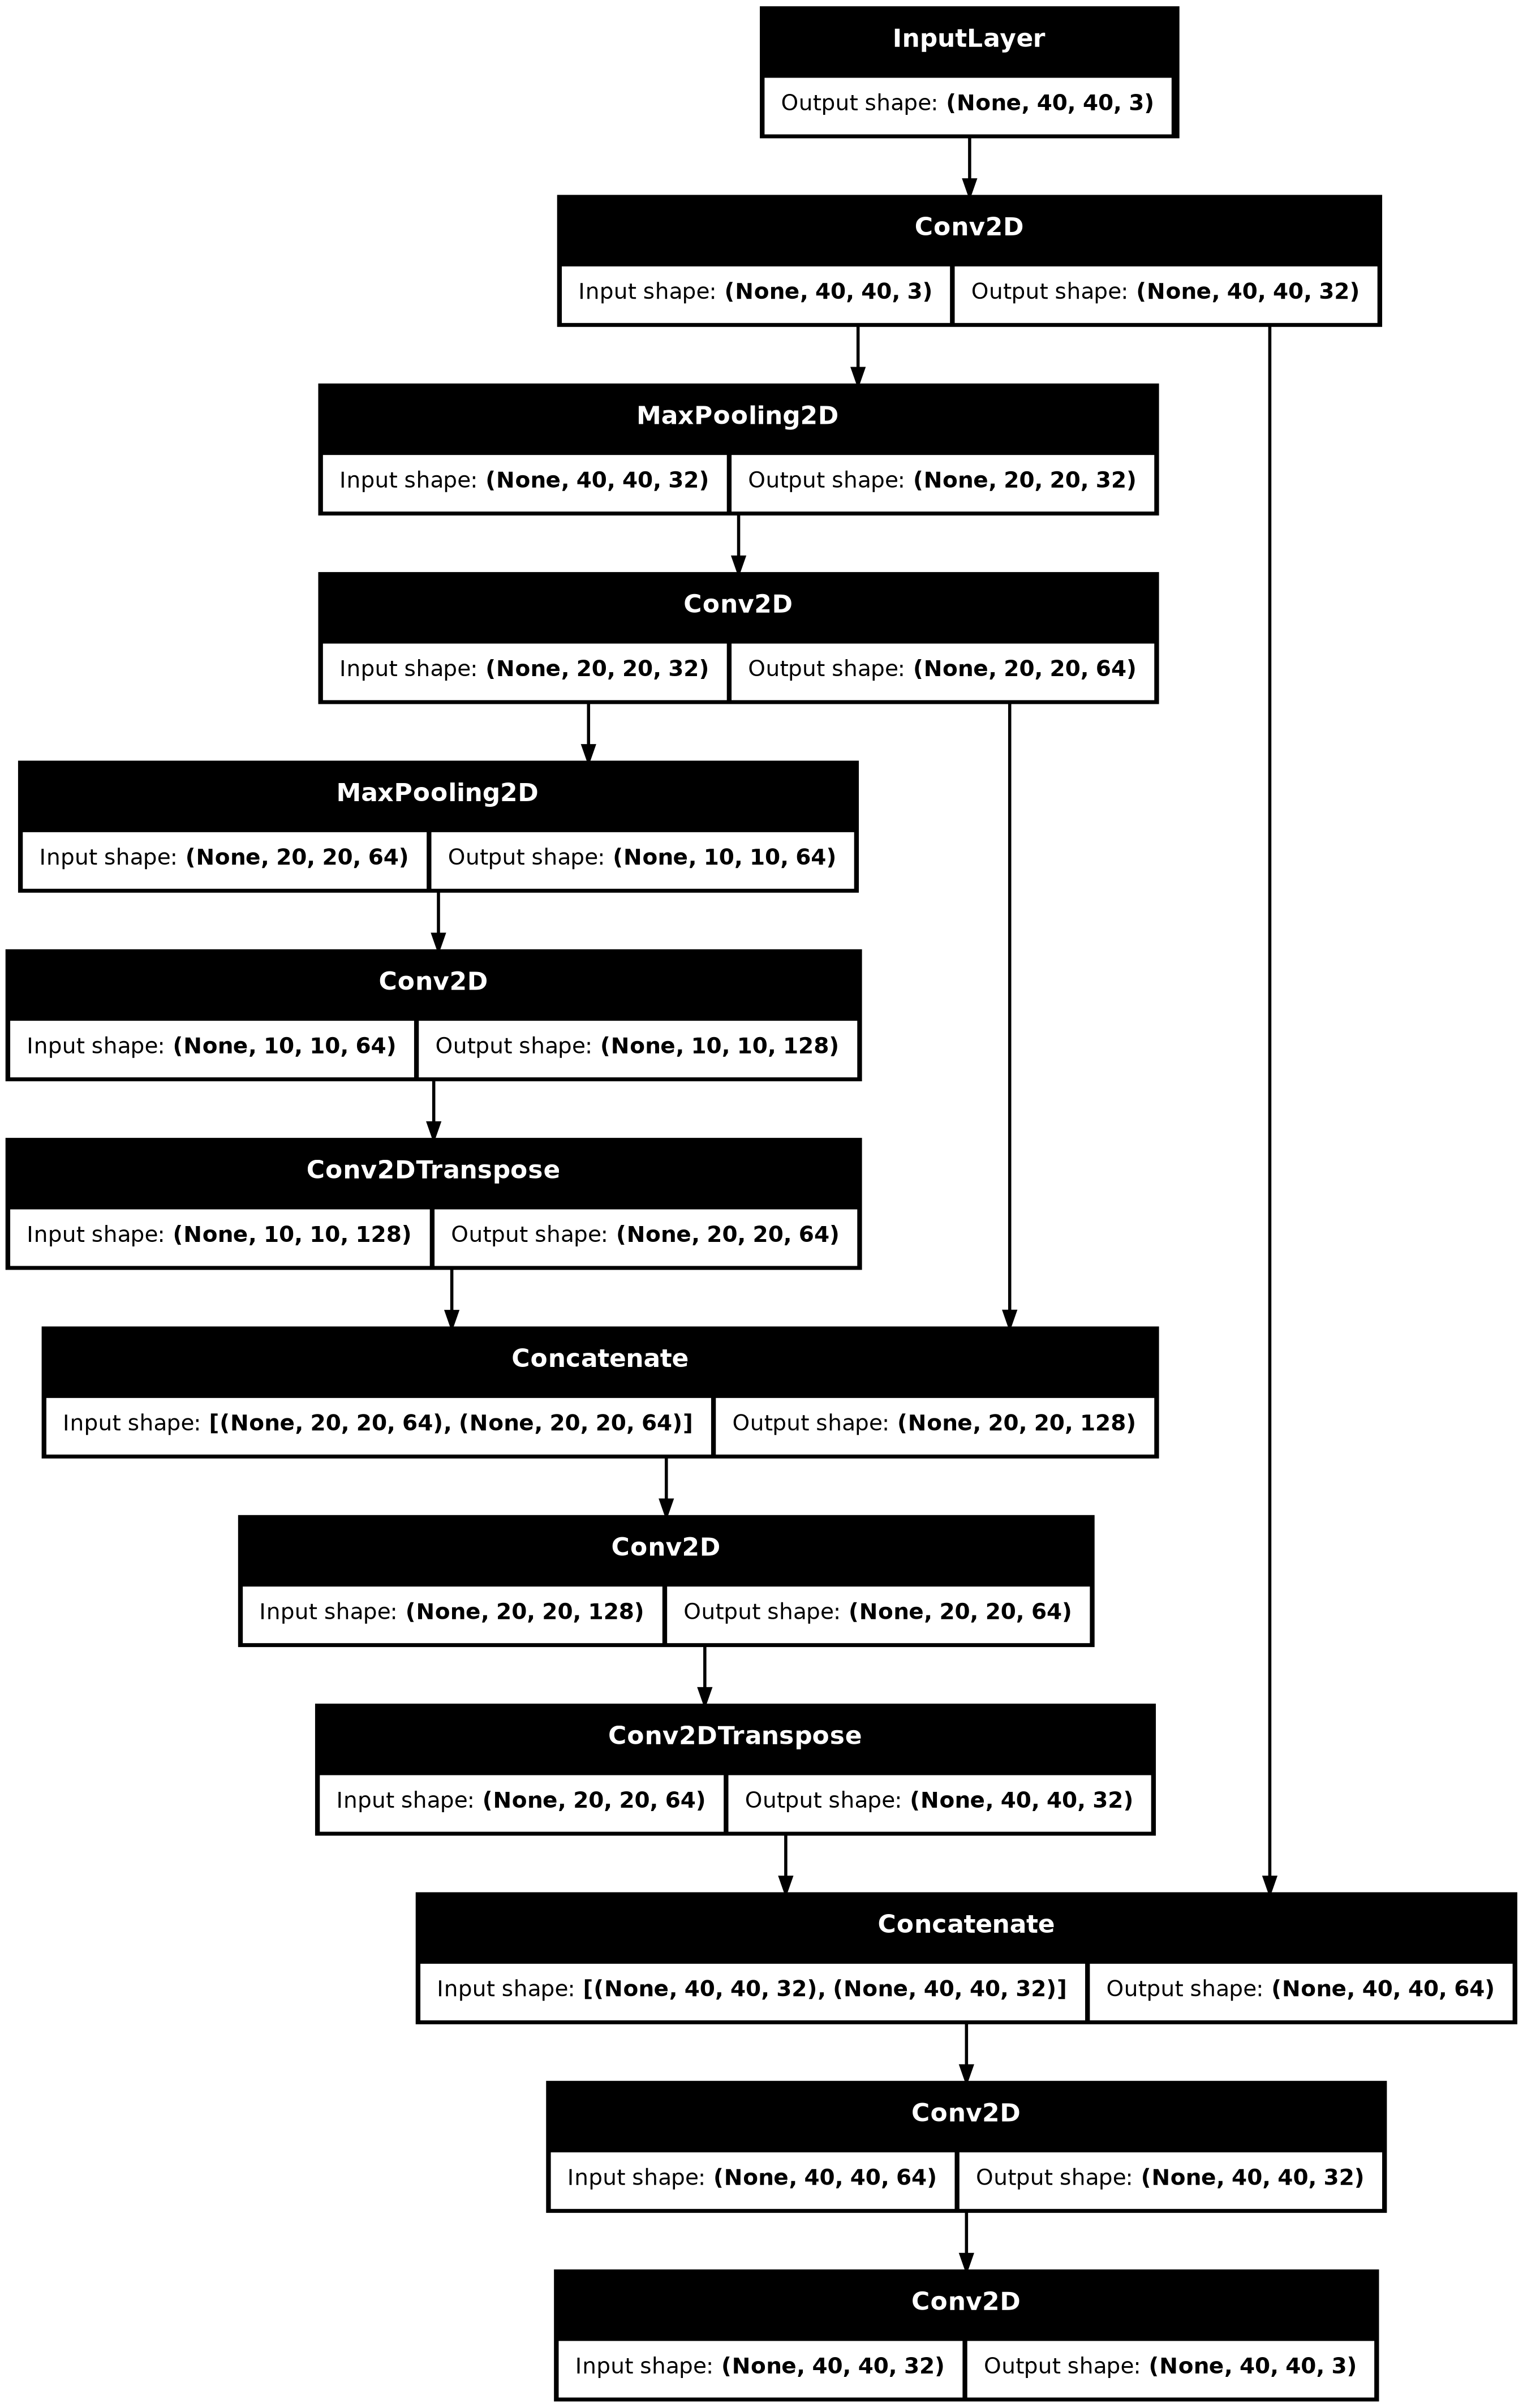 InputLayer
Output shape: (None, 40, 40, 3)
Conv2D
Input shape: (None, 40, 40, 3) Output shape: (None, 40, 40, 32)
MaxPooling2D
Input shape: (None, 40, 40, 32) Output shape: (None, 20, 20, 32)
Conv2D
Input shape: (None, 20, 20, 32) Output shape: (None, 20, 20, 64)
MaxPooling2D
Input shape: (None, 20, 20, 64) Output shape: (None, 10, 10, 64)
Conv2D
Input shape: (None, 10, 10, 64) Output shape: (None, 10, 10, 128)
Conv2DTranspose
Input shape: (None, 10, 10, 128) Output shape: (None, 20, 20, 64)
Concatenate
Input shape: [(None, 20, 20, 64), (None, 20, 20, 64)] Output shape: (None, 20, 20, 128)
Conv2D
Input shape: (None, 20, 20, 128) Output shape: (None, 20, 20, 64)
Conv2DTranspose
Input shape: (None, 20, 20, 64) Output shape: (None, 40, 40, 32)
Concatenate
Input shape: [(None, 40, 40, 32), (None, 40, 40, 32)] Output shape: (None, 40, 40, 64)
Conv2D
Input shape: (None, 40, 40, 64) Output shape: (None, 40, 40, 32)
Conv2D
Input shape: (None, 40, 40, 32) Output shape: (None, 40, 40, 3)